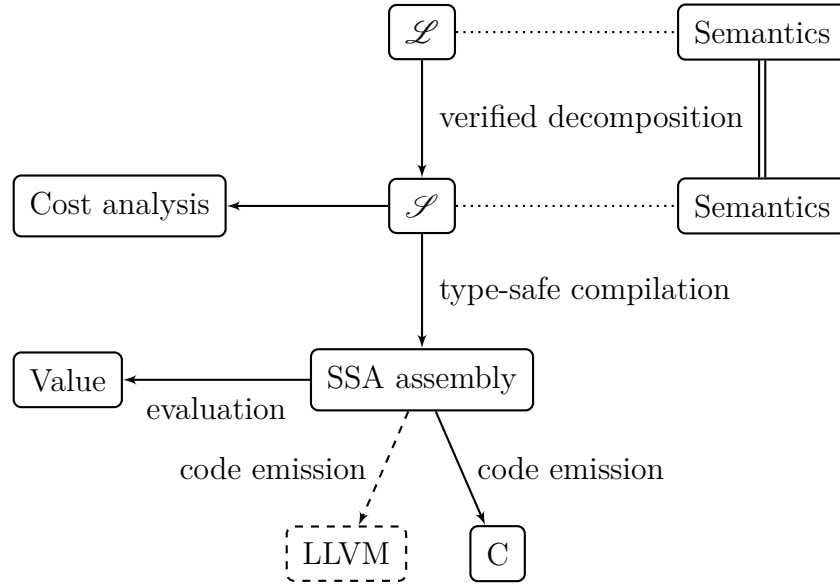 ℒ
Semantics
verified decomposition
Cost analysis
𝒮
Semantics
type-safe compilation
Value
SSA assembly
evaluation
code emission
code emission
LLVM
C